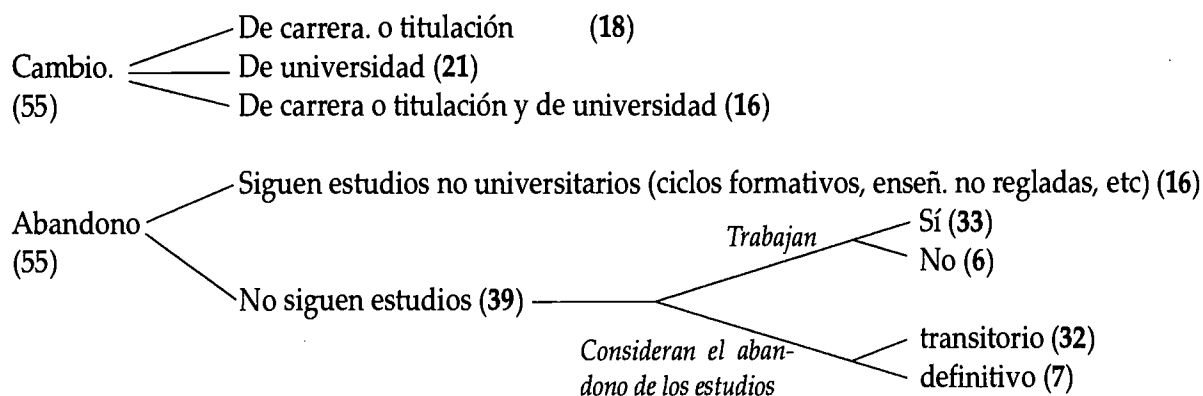 De carrera. o titulación (18)
Cambio. De universidad (21)
(55) De carrera o titulación y de universidad (16)
Siguen estudios no universitarios (ciclos formativos, enseñ. no regladas, etc) (16)
Abandono Trabajan Sí (33)
(55) No (6)
No siguen estudios (39)
Consideran el aban- transitorio (32)
dono de los estudios definitivo (7)